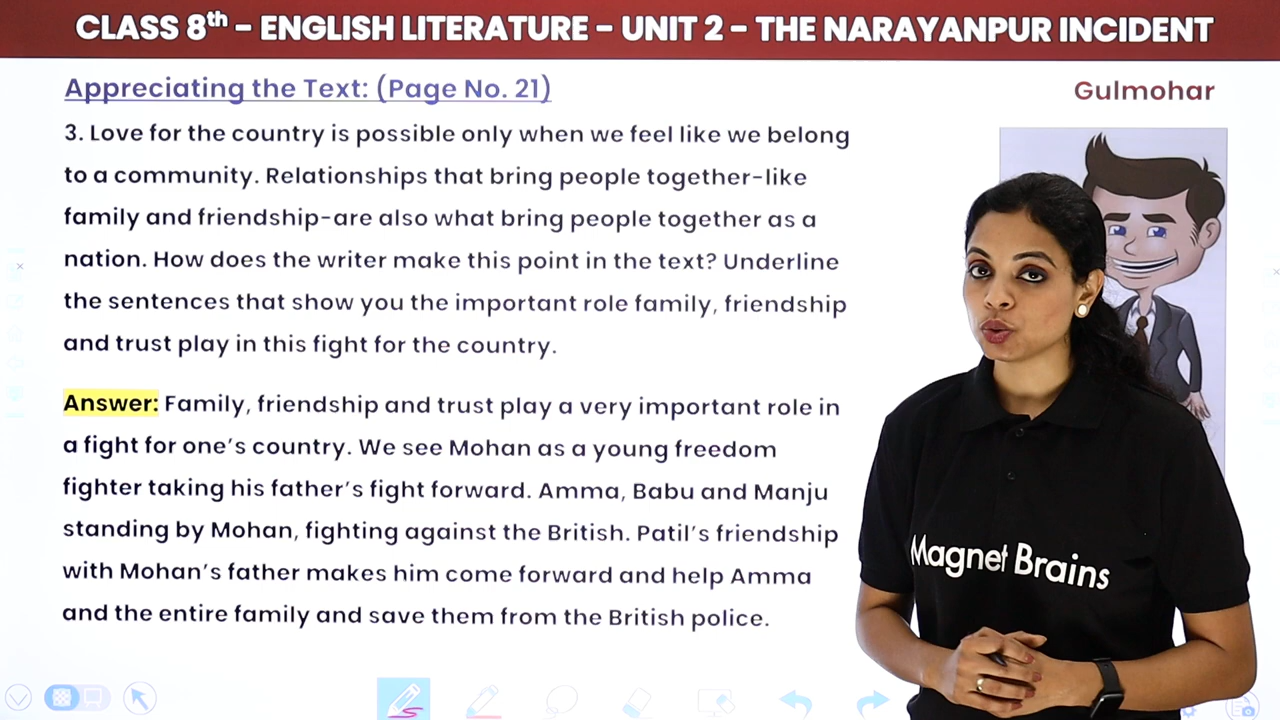 CLASS 8th – ENGLISH LITERATURE – UNIT 2 – THE NARAYANPUR INCIDENT
Appreciating the Text: (Page No. 21)
Gulmohar
3. Love for the country is possible only when we feel like we belong
to a community. Relationships that bring people together-like
family and friendship-are also what bring people together as a
nation. How does the writer make this point in the text? Underline
the sentences that show you the important role family, friendship
and trust play in this fight for the country.
Answer: Family, friendship and trust play a very important role in
a fight for one's country. We see Mohan as a young freedom
fighter taking his father's fight forward. Amma, Babu and Manju
standing by Mohan, fighting against the British. Patil's friendship
with Mohan's father makes him come forward and help Amma
and the entire family and save them from the British police.
Magnet Brains